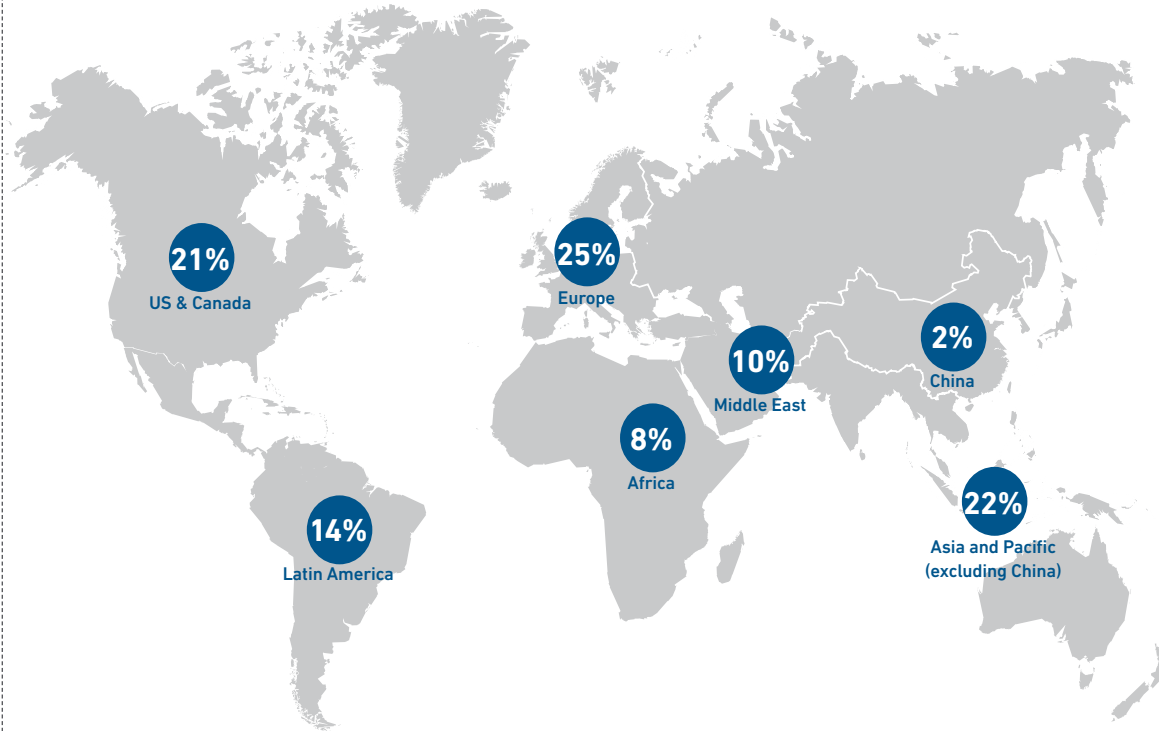 21%
US & Canada
25%
Europe
2%
China
10%
Middle East
8%
Africa
22%
Asia and Pacific
(excluding China)
14%
Latin America